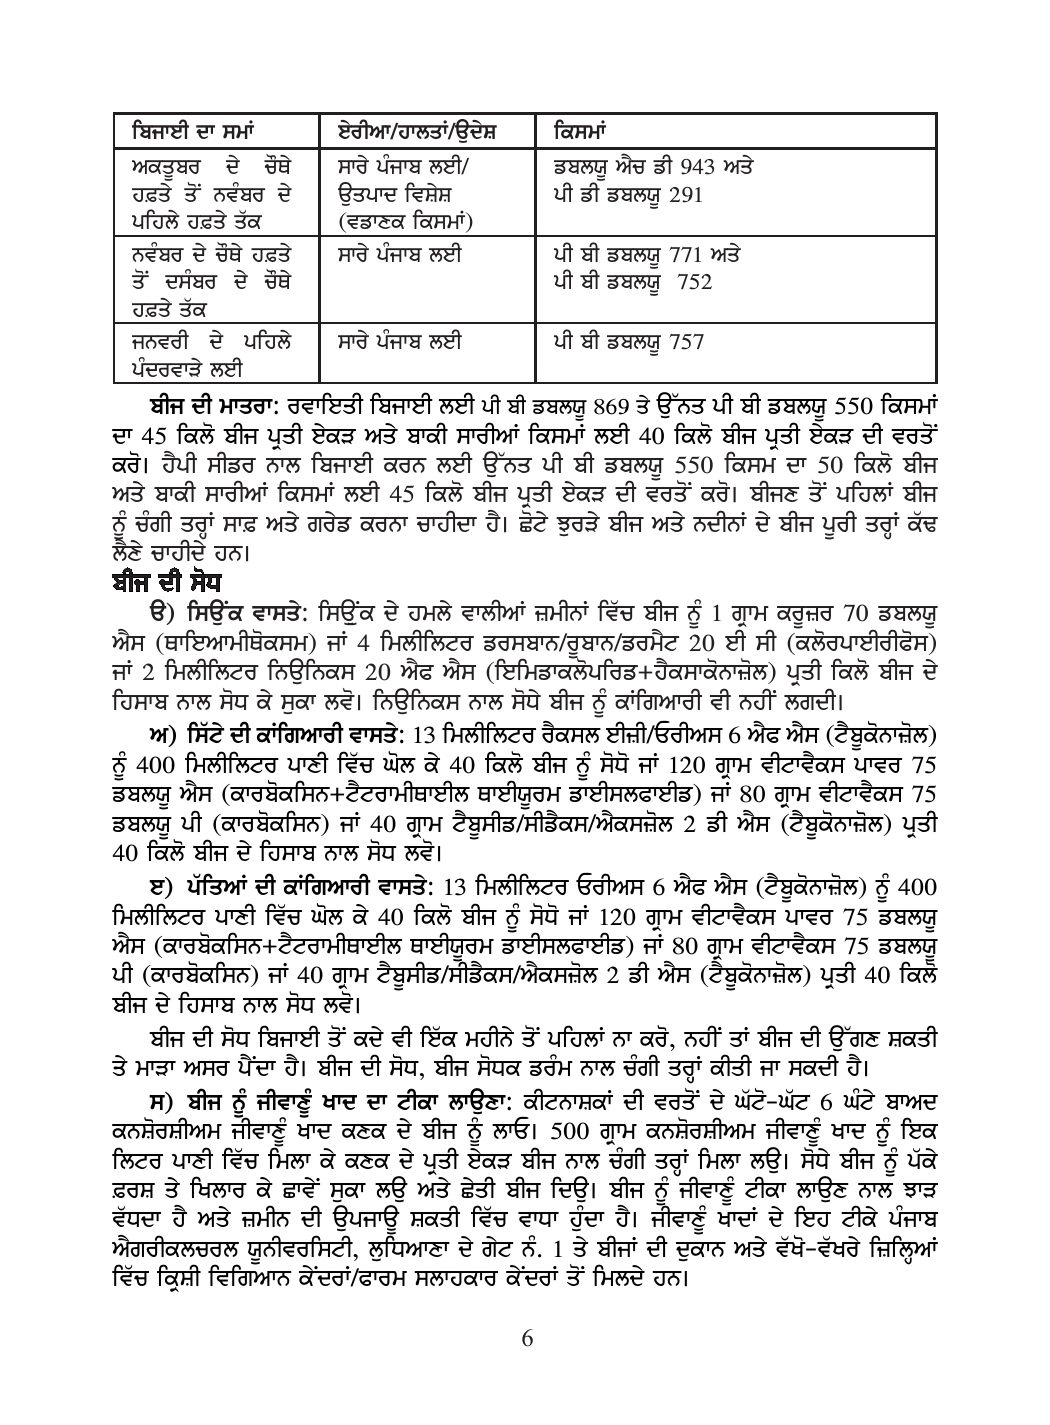 ਬਿਜਾਈ ਦਾ ਸਮਾਂ ਏਰੀਆ/ਹਾਲਤਾਂ/ਉਦੇਸ਼ ਕਿਸਮਾਂ
ਅਕਤੂਬਰ ਦੇ ਚੌਥੇ ਸਾਰੇ ਪੰਜਾਬ ਲਈ/ ਡਬਲਯੂ ਐਚ ਡੀ 943 ਅਤੇ
ਹਫ਼ਤੇ ਤੋਂ ਨਵੰਬਰ ਦੇ ਉਤਪਾਦ ਵਿਸ਼ੇਸ਼ ਪੀ ਡੀ ਡਬਲਯੂ 291
ਪਹਿਲੇ ਹਫ਼ਤੇ ਤੱਕ (ਵਡਾਣਕ ਕਿਸਮਾਂ)
ਨਵੰਬਰ ਦੇ ਚੌਥੇ ਹਫ਼ਤੇ ਸਾਰੇ ਪੰਜਾਬ ਲਈ ਪੀ ਬੀ ਡਬਲਯੂ 771 ਅਤੇ
ਤੋਂ ਦਸੰਬਰ ਦੇ ਚੌਥੇ ਪੀ ਬੀ ਡਬਲਯੂ 752
ਹਫ਼ਤੇ ਤੱਕ
ਜਨਵਰੀ ਦੇ ਪਹਿਲੇ ਸਾਰੇ ਪੰਜਾਬ ਲਈ ਪੀ ਬੀ ਡਬਲਯੂ 757
ਪੰਦਰਵਾੜੇ ਲਈ
ਬੀਜ ਦੀ ਮਾਤਰਾ: ਰਵਾਇਤੀ ਬਿਜਾਈ ਲਈ ਪੀ ਬੀ ਡਬਲਯੂ 869 ਤੇ ਉੱਨਤ ਪੀ ਬੀ ਡਬਲਯੂ 550 ਕਿਸਮਾਂ
ਦਾ 45 ਕਿਲੋ ਬੀਜ ਪ੍ਰਤੀ ਏਕੜ ਅਤੇ ਬਾਕੀ ਸਾਰੀਆਂ ਕਿਸਮਾਂ ਲਈ 40 ਕਿਲੋ ਬੀਜ ਪ੍ਰਤੀ ਏਕੜ ਦੀ ਵਰਤੋਂ
ਕਰੋ। ਹੈਪੀ ਸੀਡਰ ਨਾਲ ਬਿਜਾਈ ਕਰਨ ਲਈ ਉੱਨਤ ਪੀ ਬੀ ਡਬਲਯੂ 550 ਕਿਸਮ ਦਾ 50 ਕਿਲੋ ਬੀਜ
ਅਤੇ ਬਾਕੀ ਸਾਰੀਆਂ ਕਿਸਮਾਂ ਲਈ 45 ਕਿਲੋ ਬੀਜ ਪ੍ਰਤੀ ਏਕੜ ਦੀ ਵਰਤੋਂ ਕਰੋ। ਬੀਜਣ ਤੋਂ ਪਹਿਲਾਂ ਬੀਜ
ਨੂੰ ਚੰਗੀ ਤਰ੍ਹਾਂ ਸਾਫ਼ ਅਤੇ ਗਰੇਡ ਕਰਨਾ ਚਾਹੀਦਾ ਹੈ। ਛੋਟੇ ਝੁਰੜੇ ਬੀਜ ਅਤੇ ਨਦੀਨਾਂ ਦੇ ਬੀਜ ਪੂਰੀ ਤਰ੍ਹਾਂ ਕੱਢ
ਲੈਣੇ ਚਾਹੀਦੇ ਹਨ।
ਬੀਜ ਦੀ ਸੋਧ
ੳ) ਸਿਉਂਕ ਵਾਸਤੇ: ਸਿਉਂਕ ਦੇ ਹਮਲੇ ਵਾਲੀਆਂ ਜ਼ਮੀਨਾਂ ਵਿੱਚ ਬੀਜ ਨੂੰ 1 ਗ੍ਰਾਮ ਕਰੂਜ਼ਰ 70 ਡਬਲਯੂ
ਐਸ (ਥਾਇਆਮੀਥੋਕਸਮ) ਜਾਂ 4 ਮਿਲੀਲਿਟਰ ਡਰਸਬਾਨ/ਰੂਬਾਨ/ਡਰਮੈਟ 20 ਈ ਸੀ (ਕਲੋਰਪਾਈਰੀਫੋਸ)
ਜਾਂ 2 ਮਿਲੀਲਿਟਰ ਨਿਉਨਿਕਸ 20 ਐਫ ਐਸ (ਇਮਿਡਾਕਲੋਪਰਿਡ+ਹੈਕਸਾਕੋਨਾਜ਼ੋਲ) ਪ੍ਰਤੀ ਕਿਲੋ ਬੀਜ ਦੇ
ਹਿਸਾਬ ਨਾਲ ਸੋਧ ਕੇ ਸੁਕਾ ਲਵੋ। ਨਿਉਨਿਕਸ ਨਾਲ ਸੋਧੇ ਬੀਜ ਨੂੰ ਕਾਂਗਿਆਰੀ ਵੀ ਨਹੀਂ ਲਗਦੀ।
ਅ) ਸਿੱਟੇ ਦੀ ਕਾਂਗਿਆਰੀ ਵਾਸਤੇ: 13 ਮਿਲੀਲਿਟਰ ਰੈਕਸਲ ਈਜ਼ੀ/ਓਰੀਅਸ 6 ਐਫ ਐਸ (ਟੈਬੂਕੋਨਾਜ਼ੋਲ)
ਨੂੰ 400 ਮਿਲੀਲਿਟਰ ਪਾਣੀ ਵਿੱਚ ਘੋਲ ਕੇ 40 ਕਿਲੋ ਬੀਜ ਨੂੰ ਸੋਧੋ ਜਾਂ 120 ਗ੍ਰਾਮ ਵੀਟਾਵੈਕਸ ਪਾਵਰ 75
ਡਬਲਯੂ ਐਸ (ਕਾਰਬੋਕਸਿਨ+ਟੈਟਰਾਮੀਥਾਈਲ ਥਾਈਯੂਰਮ ਡਾਈਸਲਫਾਈਡ) ਜਾਂ 80 ਗ੍ਰਾਮ ਵੀਟਾਵੈਕਸ 75
ਡਬਲਯੂ ਪੀ (ਕਾਰਬੋਕਸਿਨ) ਜਾਂ 40 ਗ੍ਰਾਮ ਟੈਬੂਸੀਡ/ਸੀਡੈਕਸ/ਐਕਸਜ਼ੋਲ 2 ਡੀ ਐਸ (ਟੈਬੂਕੋਨਾਜ਼ੋਲ) ਪ੍ਰਤੀ
40 ਕਿਲੋ ਬੀਜ ਦੇ ਹਿਸਾਬ ਨਾਲ ਸੋਧ ਲਵੋ।
ੲ) ਪੱਤਿਆਂ ਦੀ ਕਾਂਗਿਆਰੀ ਵਾਸਤੇ: 13 ਮਿਲੀਲਿਟਰ ਓਰੀਅਸ 6 ਐਫ ਐਸ (ਟੈਬੂਕੋਨਾਜ਼ੋਲ) ਨੂੰ 400
ਮਿਲੀਲਿਟਰ ਪਾਣੀ ਵਿੱਚ ਘੋਲ ਕੇ 40 ਕਿਲੋ ਬੀਜ ਨੂੰ ਸੋਧੋ ਜਾਂ 120 ਗ੍ਰਾਮ ਵੀਟਾਵੈਕਸ ਪਾਵਰ 75 ਡਬਲਯੂ
ਐਸ (ਕਾਰਬੋਕਸਿਨ+ਟੈਟਰਾਮੀਥਾਈਲ ਥਾਈਯੂਰਮ ਡਾਈਸਲਫਾਈਡ) ਜਾਂ 80 ਗ੍ਰਾਮ ਵੀਟਾਵੈਕਸ 75 ਡਬਲਯੂ
ਪੀ (ਕਾਰਬੋਕਸਿਨ) ਜਾਂ 40 ਗ੍ਰਾਮ ਟੈਬੂਸੀਡ/ਸੀਡੈਕਸ/ਐਕਸਜ਼ੋਲ 2 ਡੀ ਐਸ (ਟੈਬੂਕੋਨਾਜ਼ੋਲ) ਪ੍ਰਤੀ 40 ਕਿਲੋ
ਬੀਜ ਦੇ ਹਿਸਾਬ ਨਾਲ ਸੋਧ ਲਵੋ।
ਬੀਜ ਦੀ ਸੋਧ ਬਿਜਾਈ ਤੋਂ ਕਦੇ ਵੀ ਇੱਕ ਮਹੀਨੇ ਤੋਂ ਪਹਿਲਾਂ ਨਾ ਕਰੋ, ਨਹੀਂ ਤਾਂ ਬੀਜ ਦੀ ਉੱਗਣ ਸ਼ਕਤੀ
ਤੇ ਮਾੜਾ ਅਸਰ ਪੈਂਦਾ ਹੈ। ਬੀਜ ਦੀ ਸੋਧ, ਬੀਜ ਸੋਧਕ ਡਰੰਮ ਨਾਲ ਚੰਗੀ ਤਰ੍ਹਾਂ ਕੀਤੀ ਜਾ ਸਕਦੀ ਹੈ।
ਸ) ਬੀਜ ਨੂੰ ਜੀਵਾਣੂੰ ਖਾਦ ਦਾ ਟੀਕਾ ਲਾਉਣਾ: ਕੀਟਨਾਸ਼ਕਾਂ ਦੀ ਵਰਤੋਂ ਦੇ ਘੱਟੋ-ਘੱਟ 6 ਘੰਟੇ ਬਾਅਦ
ਕਨਸ਼ੋਰਸ਼ੀਅਮ ਜੀਵਾਣੂੰ ਖਾਦ ਕਣਕ ਦੇ ਬੀਜ ਨੂੰ ਲਾਓ। 500 ਗ੍ਰਾਮ ਕਨਸ਼ੋਰਸ਼ੀਅਮ ਜੀਵਾਣੂੰ ਖਾਦ ਨੂੰ ਇਕ
ਲਿਟਰ ਪਾਣੀ ਵਿੱਚ ਮਿਲਾ ਕੇ ਕਣਕ ਦੇ ਪ੍ਰਤੀ ਏਕੜ ਬੀਜ ਨਾਲ ਚੰਗੀ ਤਰ੍ਹਾਂ ਮਿਲਾ ਲਉ। ਸੋਧੇ ਬੀਜ ਨੂੰ ਪੱਕੇ
ਫ਼ਰਸ਼ ਤੇ ਖਿਲਾਰ ਕੇ ਛਾਵੇਂ ਸੁਕਾ ਲਉ ਅਤੇ ਛੇਤੀ ਬੀਜ ਦਿਉ। ਬੀਜ ਨੂੰ ਜੀਵਾਣੂੰ ਟੀਕਾ ਲਾਉਣ ਨਾਲ ਝਾੜ
ਵੱਧਦਾ ਹੈ ਅਤੇ ਜ਼ਮੀਨ ਦੀ ਉਪਜਾਊ ਸ਼ਕਤੀ ਵਿੱਚ ਵਾਧਾ ਹੁੰਦਾ ਹੈ। ਜੀਵਾਣੂੰ ਖਾਦਾਂ ਦੇ ਇਹ ਟੀਕੇ ਪੰਜਾਬ
ਐਗਰੀਕਲਚਰਲ ਯੂਨੀਵਰਸਿਟੀ, ਲੁਧਿਆਣਾ ਦੇ ਗੇਟ ਨੰ. 1 ਤੇ ਬੀਜਾਂ ਦੀ ਦੁਕਾਨ ਅਤੇ ਵੱਖੋ-ਵੱਖਰੇ ਜ਼ਿਲ੍ਹਿਆਂ
ਵਿੱਚ ਕ੍ਰਿਸ਼ੀ ਵਿਗਿਆਨ ਕੇਂਦਰਾਂ/ਫਾਰਮ ਸਲਾਹਕਾਰ ਕੇਂਦਰਾਂ ਤੋਂ ਮਿਲਦੇ ਹਨ।
6